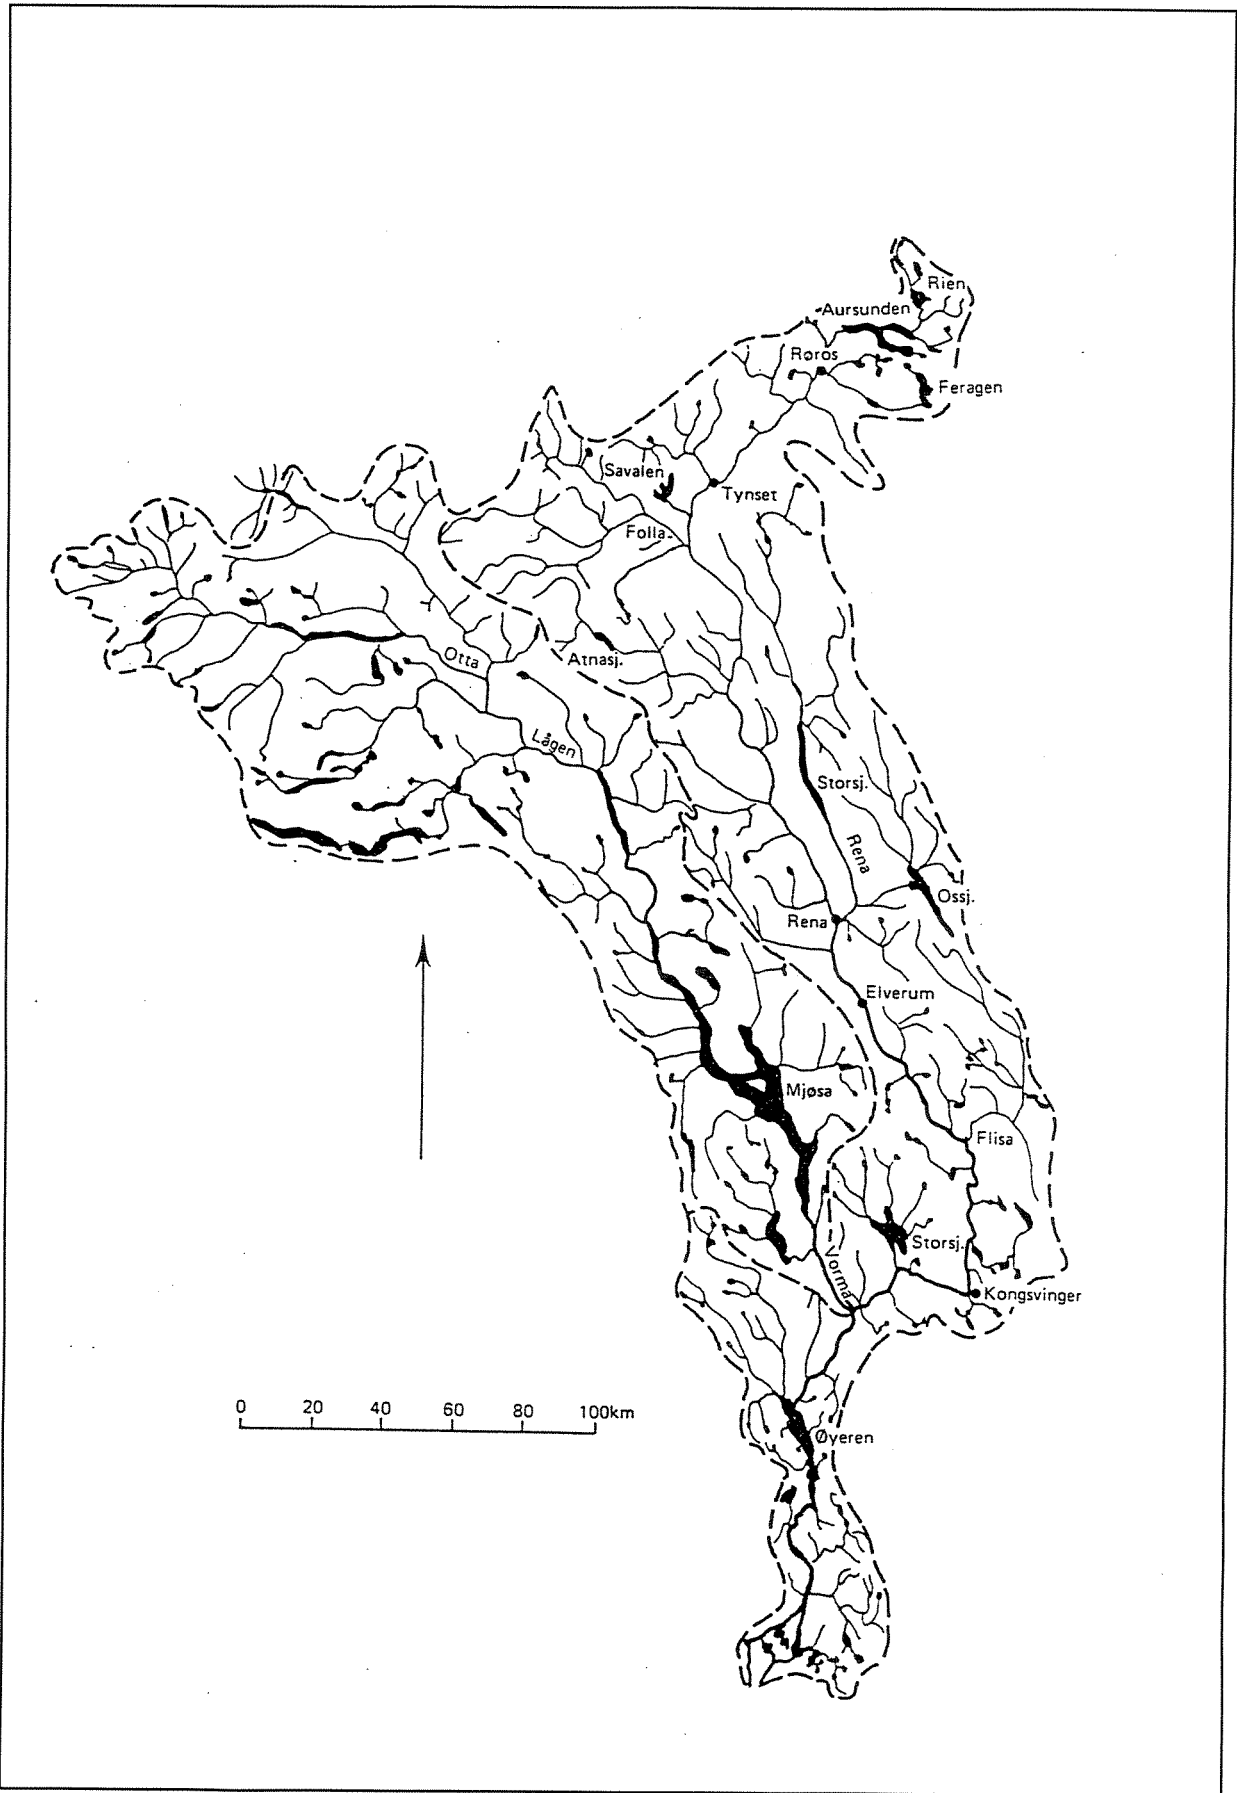 Rien
Aursunden
Røros
Feragen
Savalen
Tynset
Folla
Otta
Atnasj.
Lågen
Storsj.
Rena
Ossj.
Rena
Elverum
Mjøsa
Flisa
Storsj.
Vorma
Kongsvinger
0 20 40 60 80 100km
Øyeren